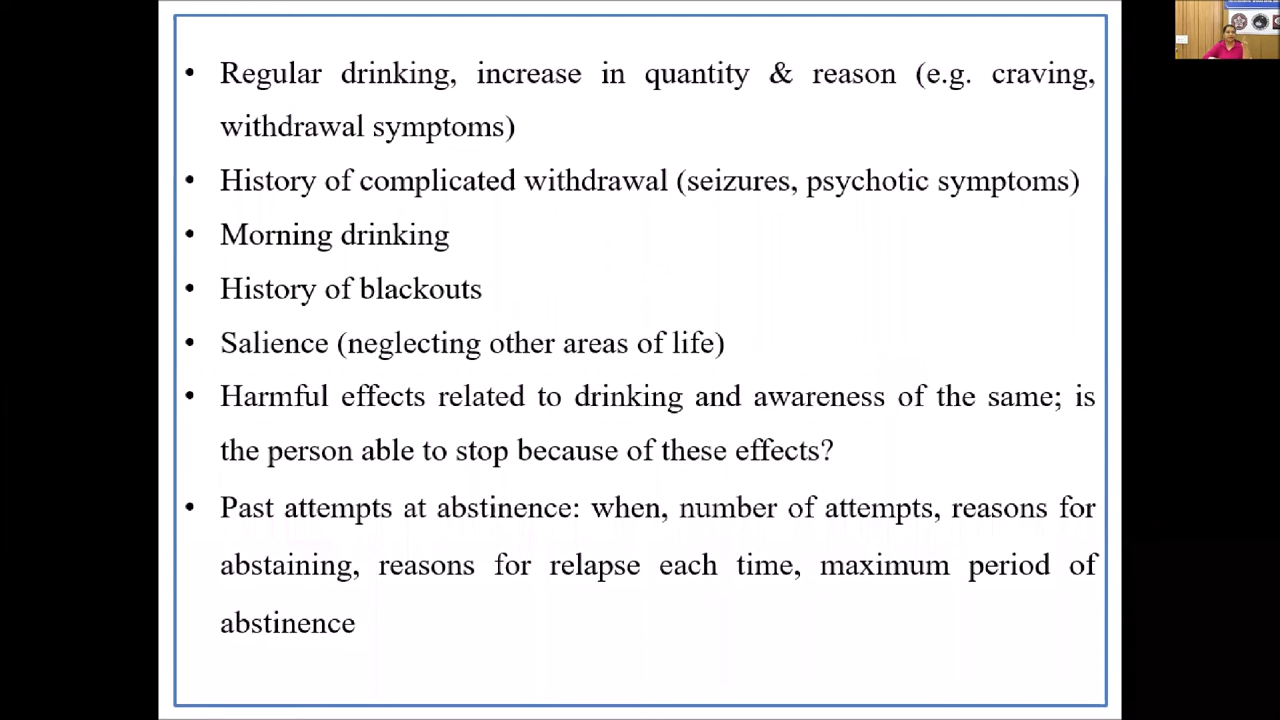 • Regular drinking, increase in quantity & reason (e.g. craving,
withdrawal symptoms)
• History of complicated withdrawal (seizures, psychotic symptoms)
• Morning drinking
• History of blackouts
• Salience (neglecting other areas of life)
• Harmful effects related to drinking and awareness of the same; is
the person able to stop because of these effects?
• Past attempts at abstinence: when, number of attempts, reasons for
abstaining, reasons for relapse each time, maximum period of
abstinence